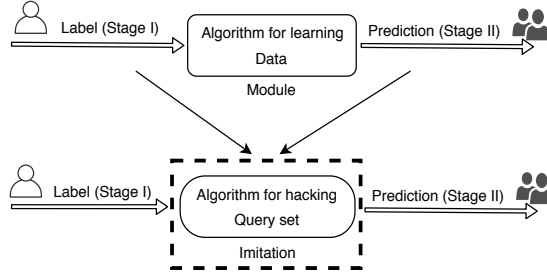 Label (Stage I)
Algorithm for learning
Data
Prediction (Stage II)
Module
Label (Stage I)
Algorithm for hacking
Query set
Prediction (Stage II)
Imitation